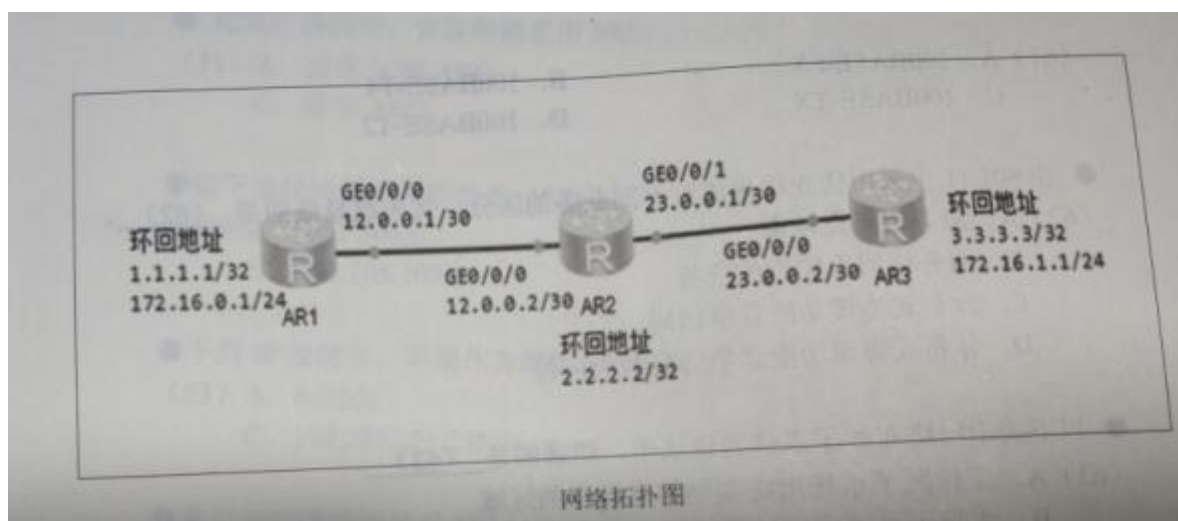 GE0/0/0
12.0.0.1/30
环回地址
1.1.1.1/32
172.16.0.1/24
AR1
GE0/0/0
12.0.0.2/30
AR2
环回地址
2.2.2.2/32
GE0/0/1
23.0.0.1/30
GE0/0/0
23.0.0.2/30
AR3
环回地址
3.3.3.3/32
172.16.1.1/24
网络拓扑图